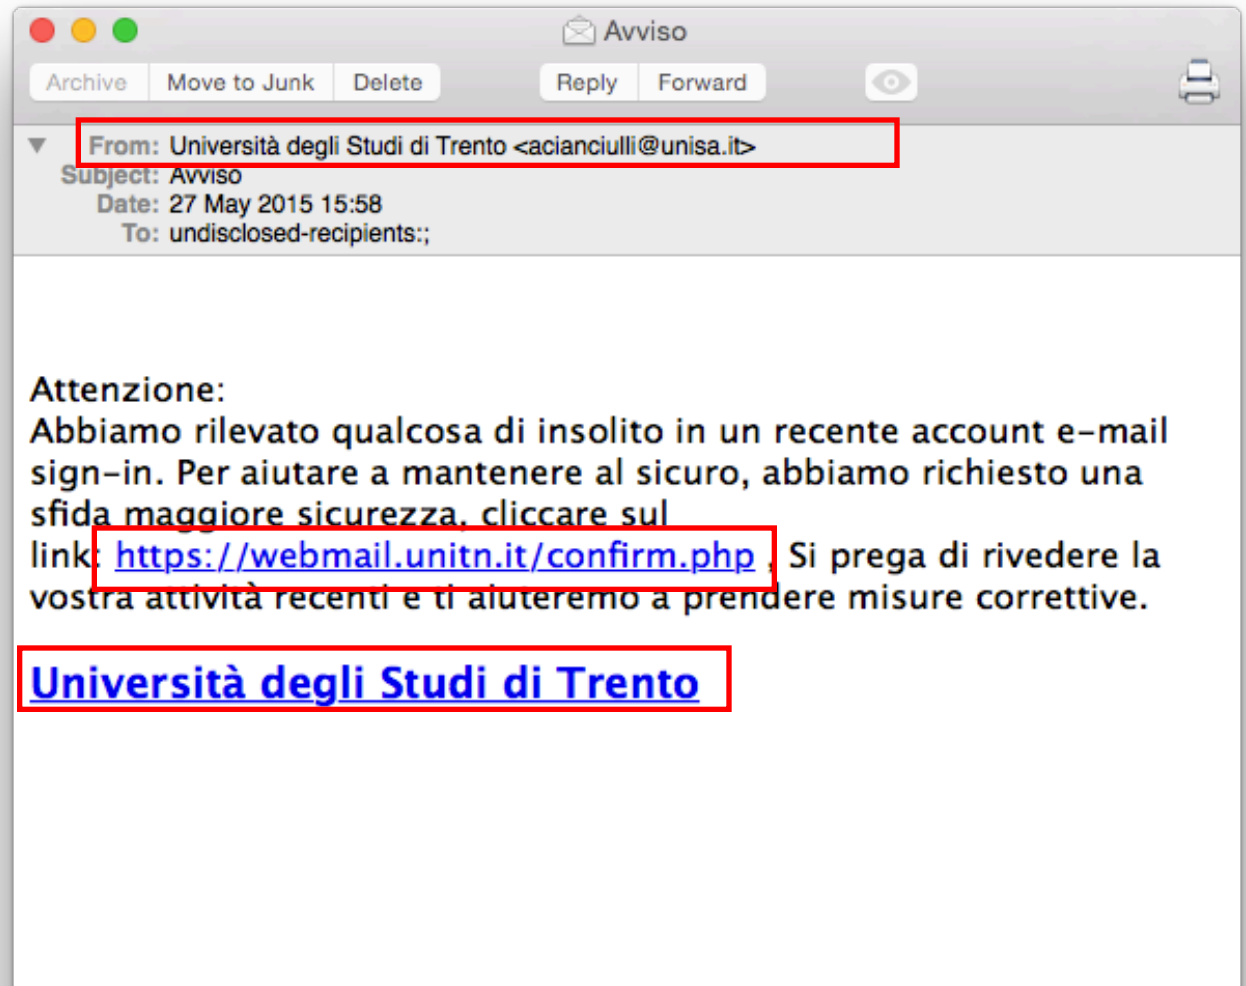 Avviso
Archive Move to Junk Delete Reply Forward
From: Università degli Studi di Trento <acianciulli@unisa.it>
Subject: Avviso
Date: 27 May 2015 15:58
To: undisclosed-recipients:;
Attenzione:
Abbiamo rilevato qualcosa di insolito in un recente account e-mail
sign-in. Per aiutare a mantenere al sicuro, abbiamo richiesto una
sfida maggiore sicurezza, cliccare sul
link: https://webmail.unitn.it/confirm.php , Si prega di rivedere la
vostra attività recenti e ti aiuteremo a prendere misure correttive.
Università degli Studi di Trento